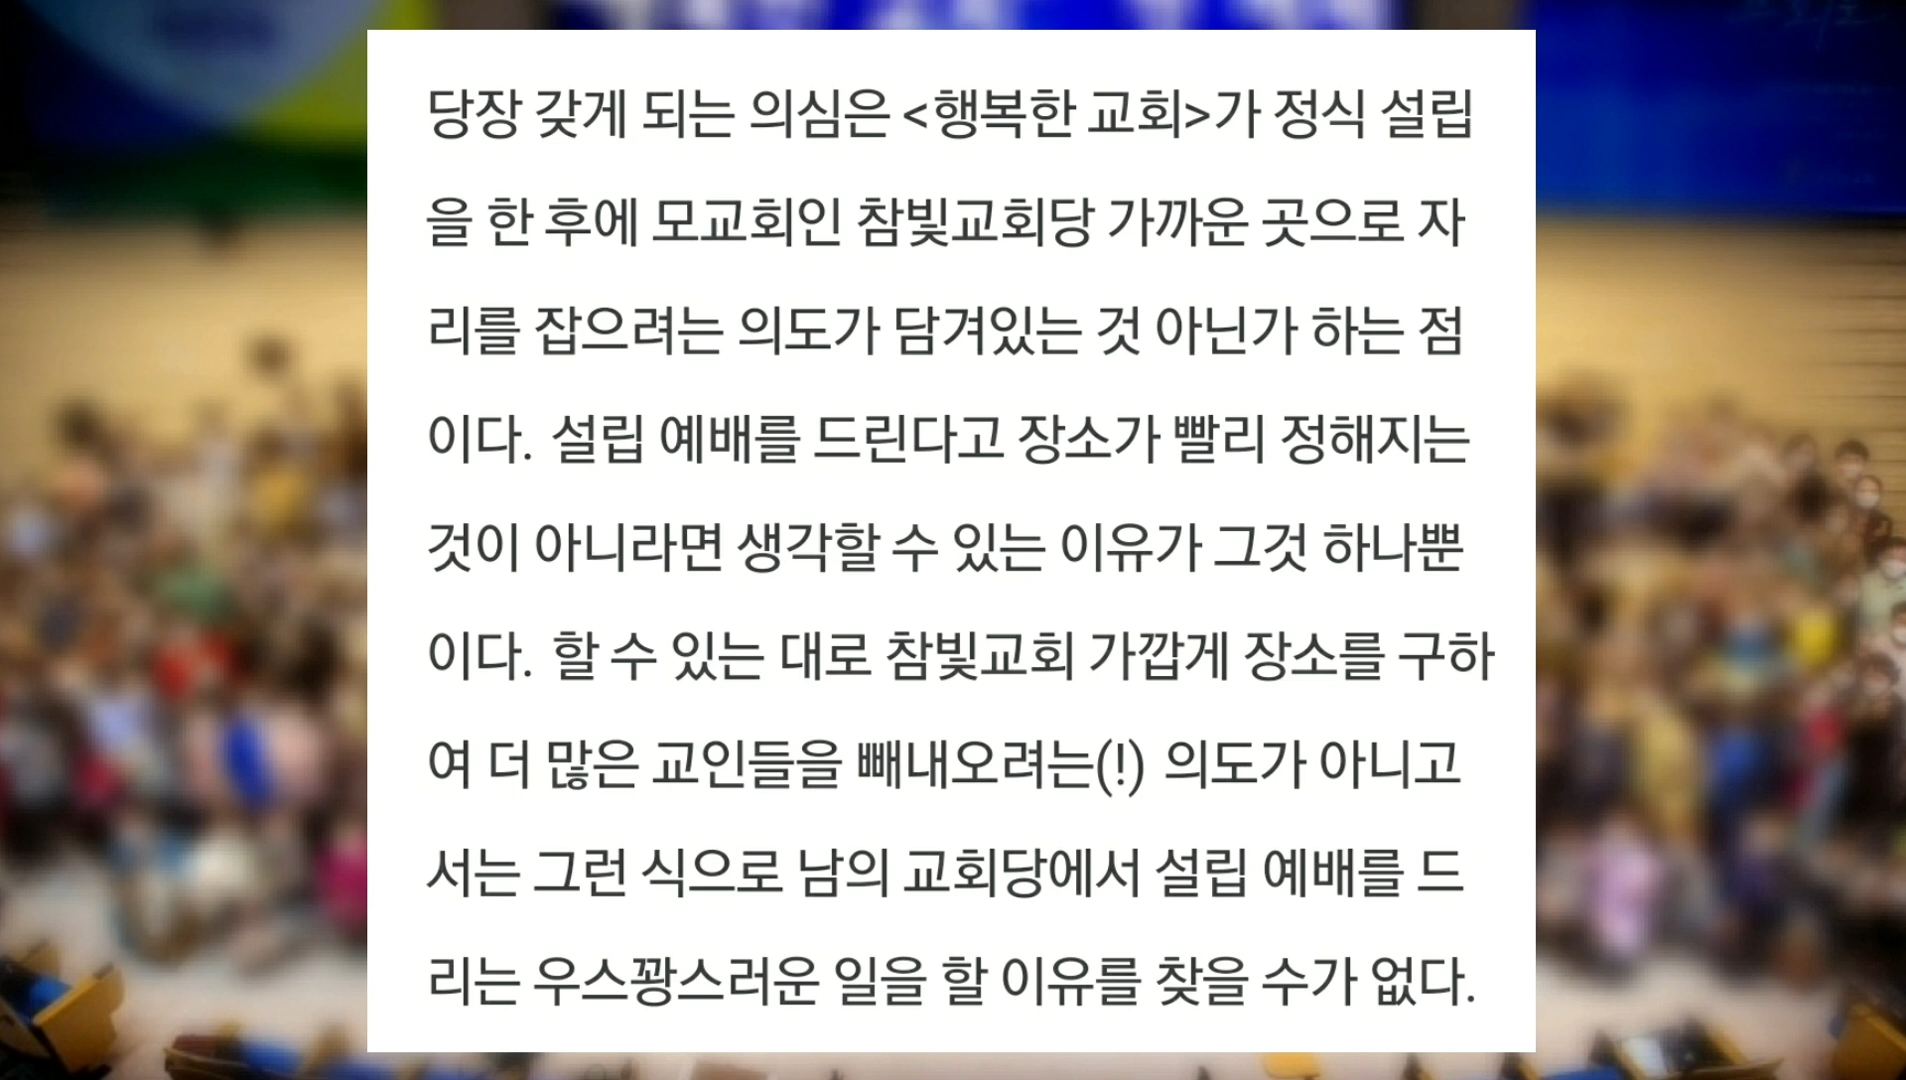 당장 갖게 되는 의심은 <행복한 교회>가 정식 설립
을 한 후에 모교회인 참빛교회당 가까운 곳으로 자
리를 잡으려는 의도가 담겨있는 것 아닌가 하는 점
이다. 설립 예배를 드린다고 장소가 빨리 정해지는
것이 아니라면 생각할 수 있는 이유가 그것 하나뿐
이다. 할 수 있는 대로 참빛교회 가깝게 장소를 구하
여 더 많은 교인들을 빼내오려는(!) 의도가 아니고
서는 그런 식으로 남의 교회당에서 설립 예배를 드
리는 우스꽝스러운 일을 할 이유를 찾을 수가 없다.